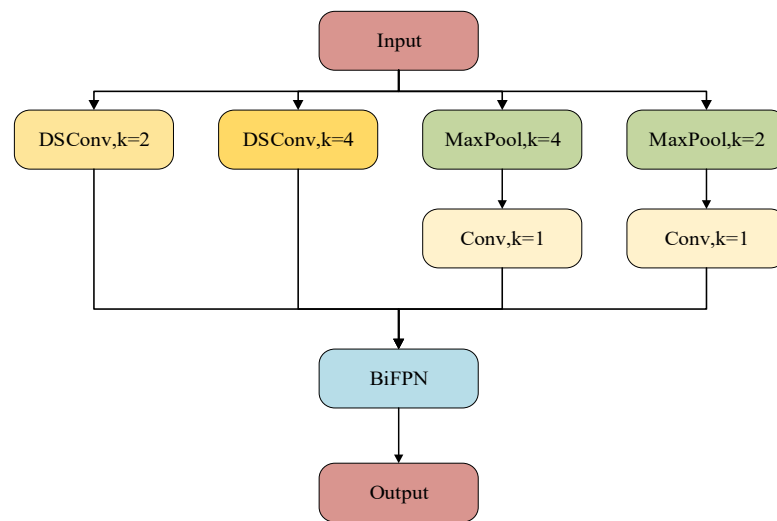 Input
DSConv,k=2
DSConv,k=4
MaxPool,k=4
MaxPool,k=2
Conv,k=1
Conv,k=1
BiFPN
Output